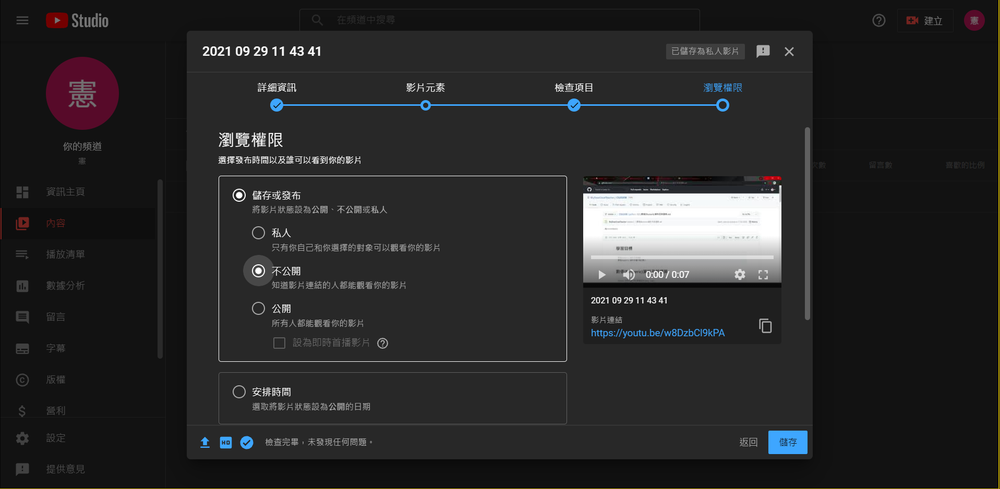 Studio
在頻道中搜尋
建立
憲
憲
你的頻道
憲
資訊主頁
內容
播放清單
數據分析
留言
字幕
版權
營利
設定
提供意見
次數
留言數
喜歡的比例
2021 09 29 11 43 41
已儲存為私人影片
詳細資訊
影片元素
檢查項目
瀏覽權限
瀏覽權限
選擇發布時間以及誰可以看到你的影片
儲存或發布
將影片狀態設為公開、不公開或私人
私人
只有你自己和你選擇的對象可以觀看你的影片
不公開
知道影片連結的人都能觀看你的影片
公開
所有人都能觀看你的影片
設為即時首播影片
安排時間
選取將影片狀態設為公開的日期
學習目標
0:00 / 0:07
2021 09 29 11 43 41
影片連結
https://youtu.be/w8DzbCl9kPA
HD
檢查完畢，未發現任何問題。
返回
儲存